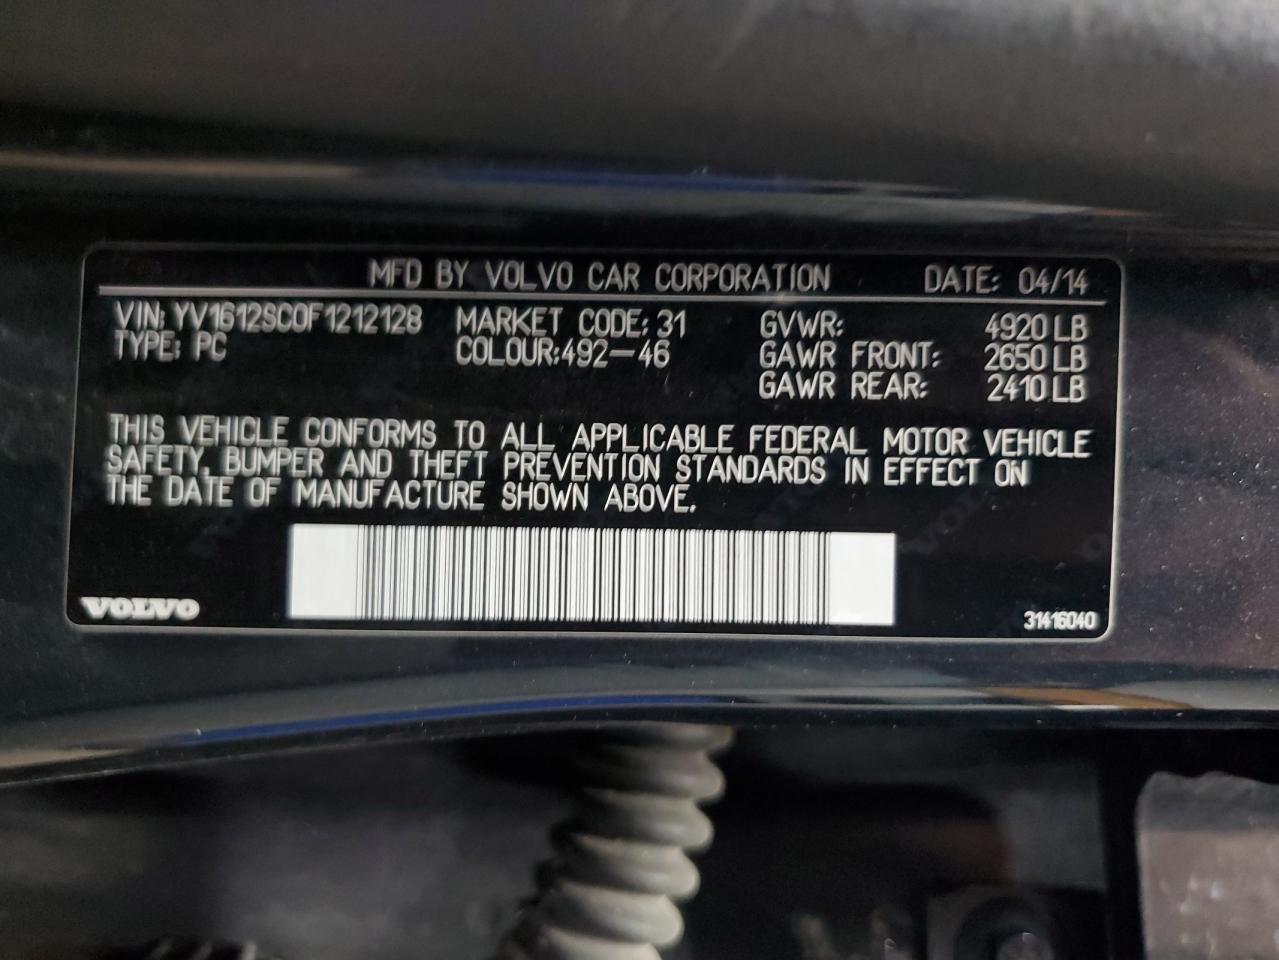 MFD BY VOLVO CAR CORPORATION DATE: 04/14
VIN: YV1612SC0F1212128 MARKET CODE: 31 GVWR: 4920 LB
TYPE: PC COLOUR: 492-46 GAWR FRONT: 2650 LB
GAWR REAR: 2410 LB
THIS VEHICLE CONFORMS TO ALL APPLICABLE FEDERAL MOTOR VEHICLE
SAFETY, BUMPER AND THEFT PREVENTION STANDARDS IN EFFECT ON
THE DATE OF MANUFACTURE SHOWN ABOVE.
VOLVO 31416040